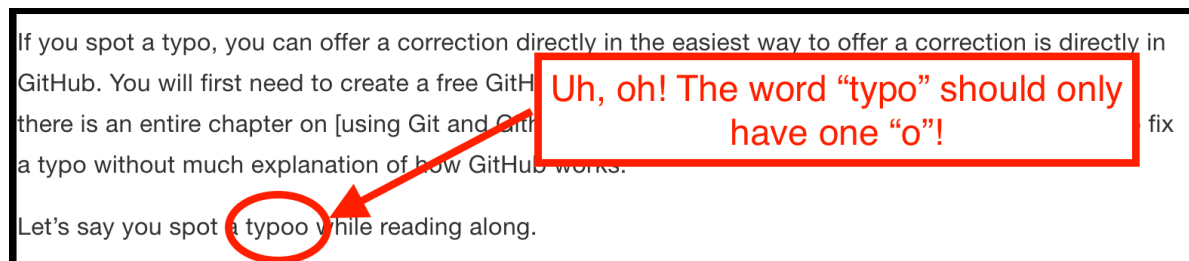 If you spot a typo, you can offer a correction directly in the easiest way to offer a correction is directly in
GitHub. You will first need to create a free GitH
there is an entire chapter on [using Git and Gith
fix
a typo without much explanation of how GitHub works.
Uh, oh! The word “typo” should only
have one “o”!
Let’s say you spot a typoo while reading along.